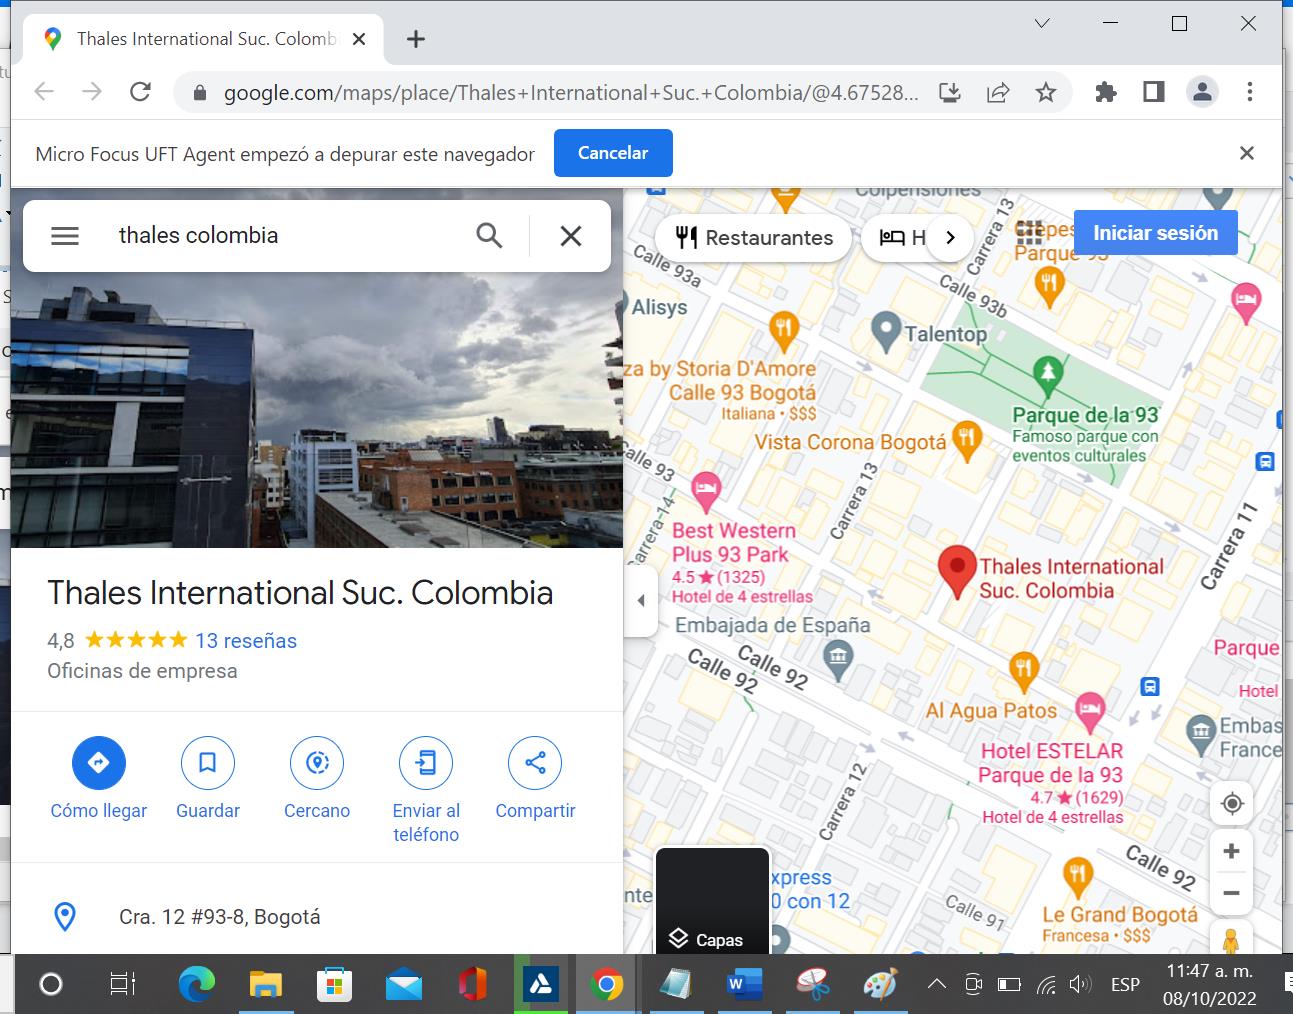 Thales International Suc. Colomb
google.com/maps/place/Thales+International+Suc.+Colombia/@4.67528...
Micro Focus UFT Agent empezó a depurar este navegador
Cancelar
thales colombia
Thales International Suc. Colombia
4,8
13 reseñas
Oficinas de empresa
Cómo llegar
Guardar
Cercano
Enviar al
teléfono
Compartir
Cra. 12 #93-8, Bogotá
Colpensiones
Restaurantes
H
Iniciar sesión
Crepes
Parque 93
Carrera 13
Calle 93a
Calle 93b
Alisys
Talentop
za by Storia D'Amore
Calle 93 Bogotá
Italiana • $$$
Parque de la 93
Famoso parque con
eventos culturales
Vista Corona Bogotá
Calle 93
Carrera 13
Carrera 14
Carrera 11
Best Western
Plus 93 Park
4.5 ★ (1325)
Hotel de 4 estrellas
Thales International
Suc. Colombia
Embajada de España
Calle 92
Calle 92
Parque
Hotel
Al Agua Patos
Embas
France
Hotel ESTELAR
Parque de la 93
4.7 ★ (1629)
Hotel de 4 estrellas
Carrera 12
Calle 92
xpress
0 con 12
nte
Calle 91
Le Grand Bogotá
Francesa • $$$
Capas
ESP
11:47 a. m.
08/10/2022